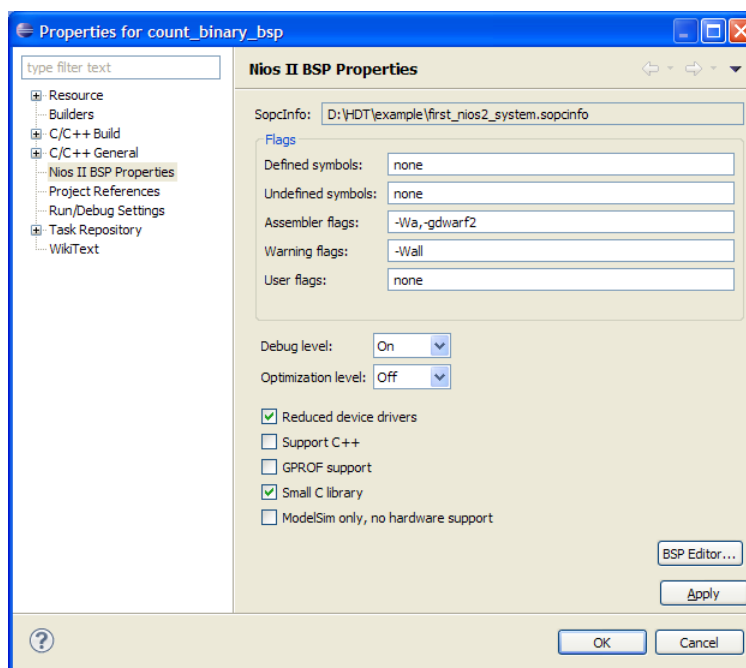 Properties for count_binary_bsp
type filter text
Resource
Builders
C/C++ Build
C/C++ General
Nios II BSP Properties
Project References
Run/Debug Settings
Task Repository
WikiText
Nios II BSP Properties
SopcInfo: D:\HDT\example\first_nios2_system.sopcinfo
Flags
Defined symbols: none
Undefined symbols: none
Assembler flags: -Wa,-gdwarf2
Warning flags: -Wall
User flags: none
Debug level: On
Optimization level: Off
Reduced device drivers
Support C++
GPROF support
Small C library
ModelSim only, no hardware support
BSP Editor...
Apply
? OK Cancel